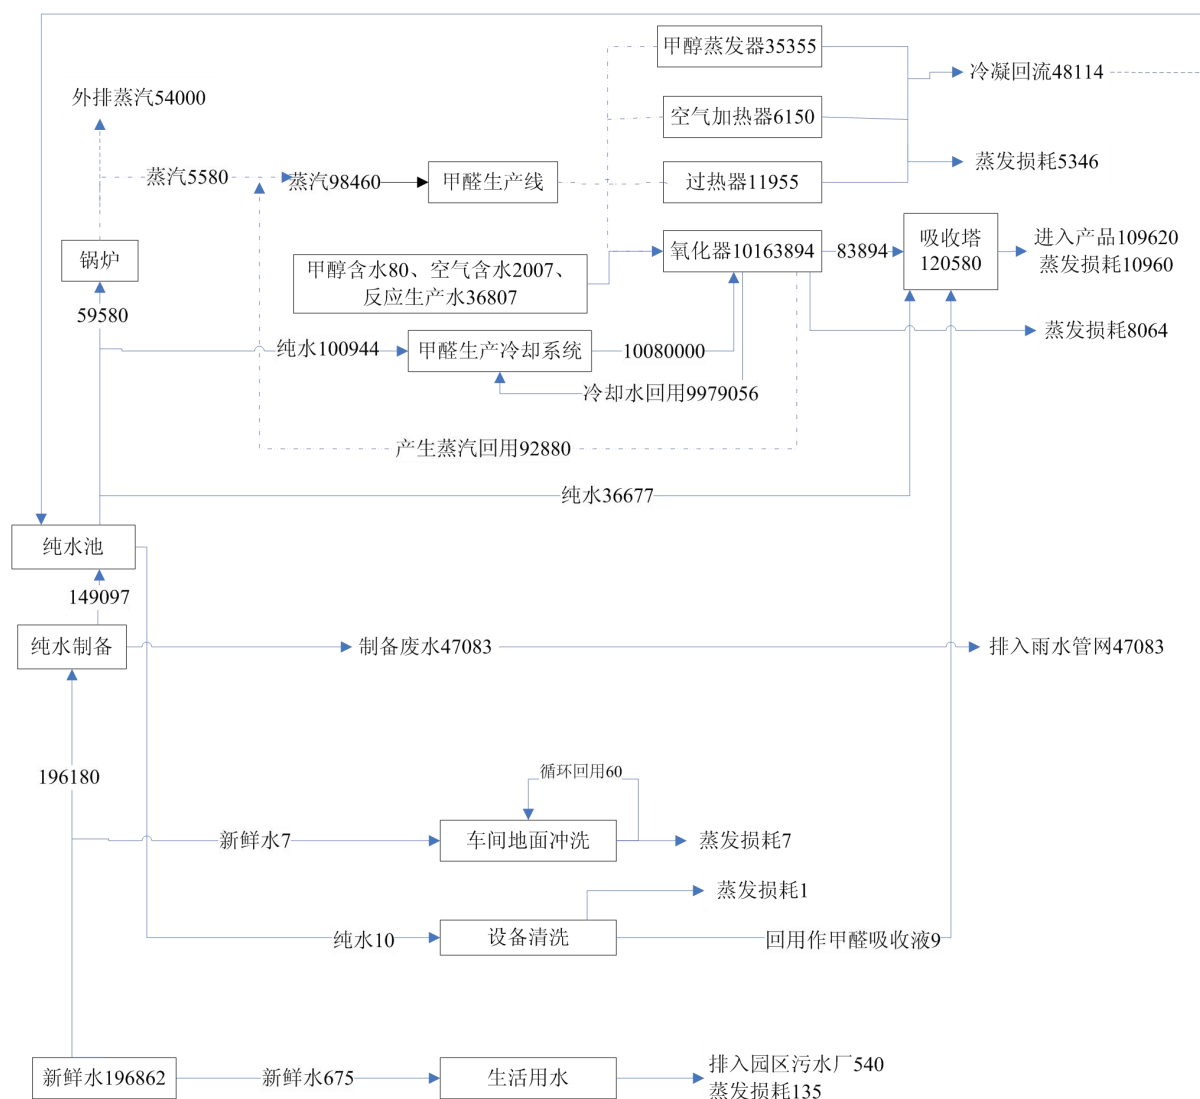 甲醇蒸发器35355
冷凝回流48114
外排蒸汽54000
空气加热器6150
蒸发损耗5346
蒸汽5580
蒸汽98460
甲醛生产线
过热器11955
锅炉
氧化器10163894
83894
吸收塔
120580
进入产品109620
蒸发损耗10960
甲醇含水80、空气含水2007、
反应生产水36807
59580
蒸发损耗8064
纯水100944
甲醛生产冷却系统
10080000
冷却水回用9979056
产生蒸汽回用92880
纯水36677
纯水池
149097
纯水制备
制备废水47083
排入雨水管网47083
196180
循环回用60
新鲜水7
车间地面冲洗
蒸发损耗7
蒸发损耗1
纯水10
设备清洗
回用作甲醛吸收液9
新鲜水196862
新鲜水675
生活用水
排入园区污水厂540
蒸发损耗135